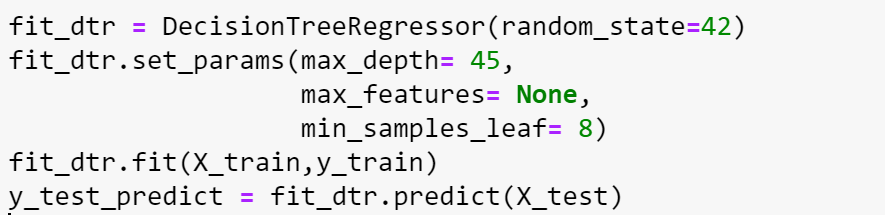 fit_dtr = DecisionTreeRegressor(random_state=42)
fit_dtr.set_params(max_depth= 45,
                   max_features= None,
                   min_samples_leaf= 8)
fit_dtr.fit(X_train,y_train)
y_test_predict = fit_dtr.predict(X_test)